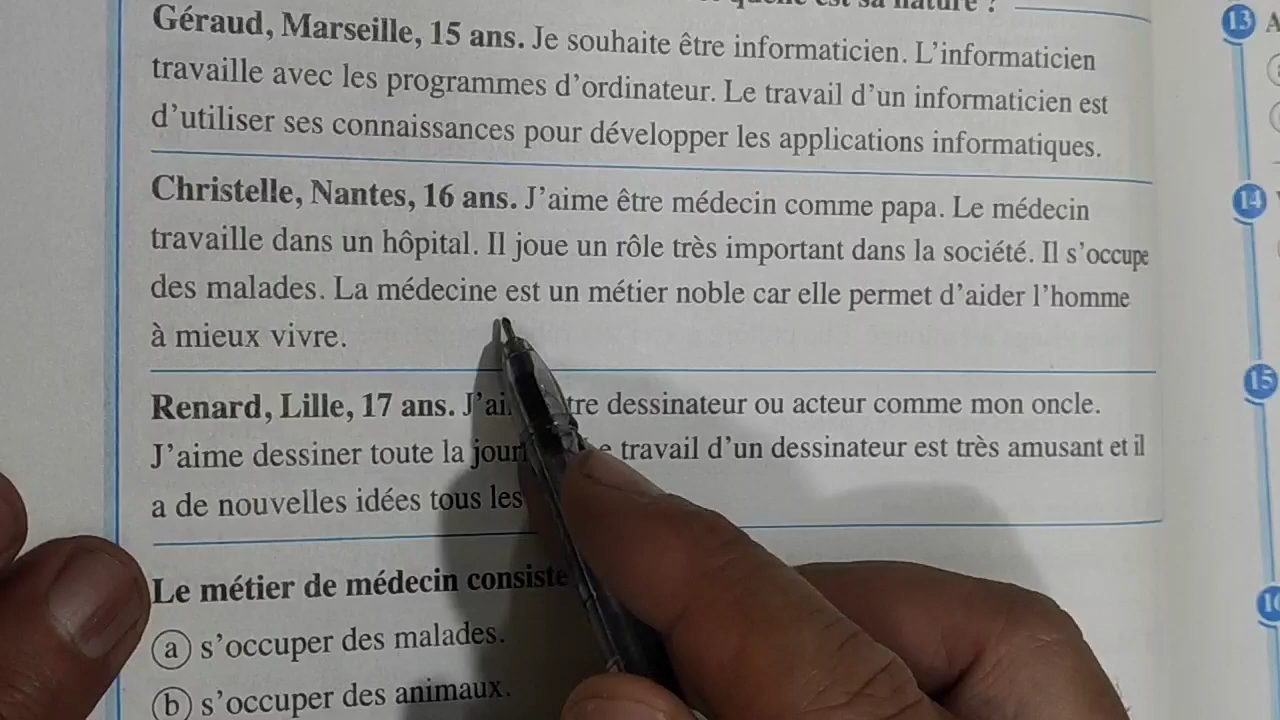 est sa nature ?
Géraud, Marseille, 15 ans. Je souhaite être informaticien. L'informaticien
travaille avec les programmes d'ordinateur. Le travail d'un informaticien est
d'utiliser ses connaissances pour développer les applications informatiques.
Christelle, Nantes, 16 ans. J'aime être médecin comme papa. Le médecin
travaille dans un hôpital. Il joue un rôle très important dans la société. Il s'occupe
des malades. La médecine est un métier noble car elle permet d'aider l'homme
à mieux vivre.
Renard, Lille, 17 ans. dessinateur ou acteur comme mon oncle.
J'aime dessiner toute la travail d'un dessinateur est très amusant et il
a de nouvelles idées tous les
Le métier de médecin consiste
a s'occuper des malades.
b s'occuper des animaux.
13 A
14
15